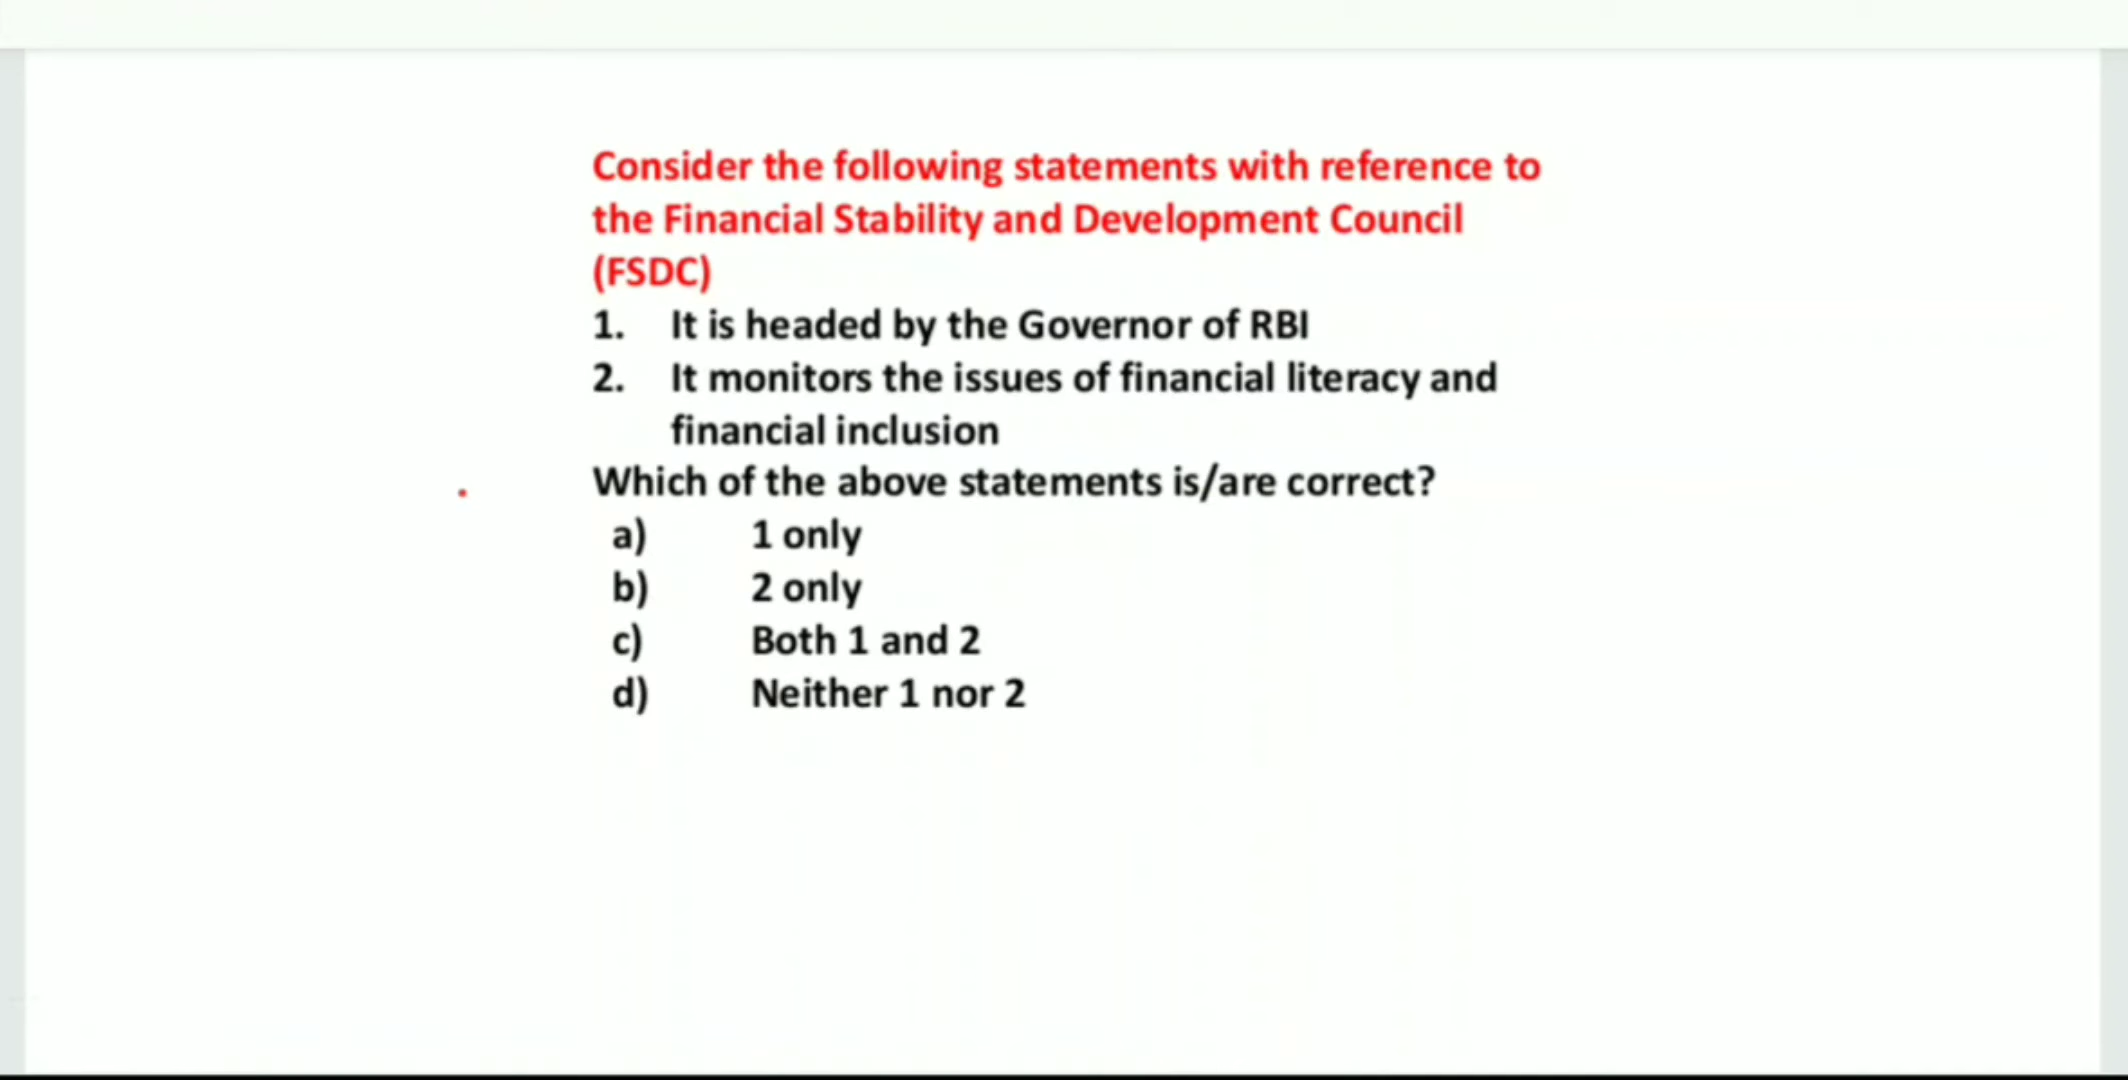 Consider the following statements with reference to
the Financial Stability and Development Council
(FSDC)
1. It is headed by the Governor of RBI
2. It monitors the issues of financial literacy and
financial inclusion
Which of the above statements is/are correct?
a) 1 only
b) 2 only
c) Both 1 and 2
d) Neither 1 nor 2